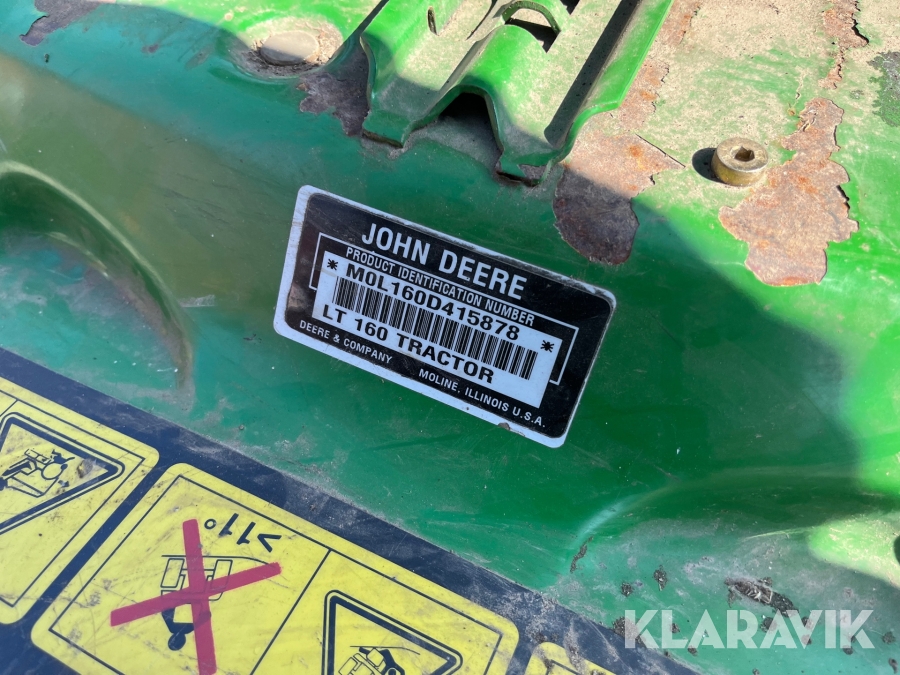 JOHN DEERE
PRODUCT IDENTIFICATION NUMBER
* M0L160D415878 *
LT 160 TRACTOR
DEERE & COMPANY MOLINE, ILLINOIS U.S.A.
>11°
KLARAVIK